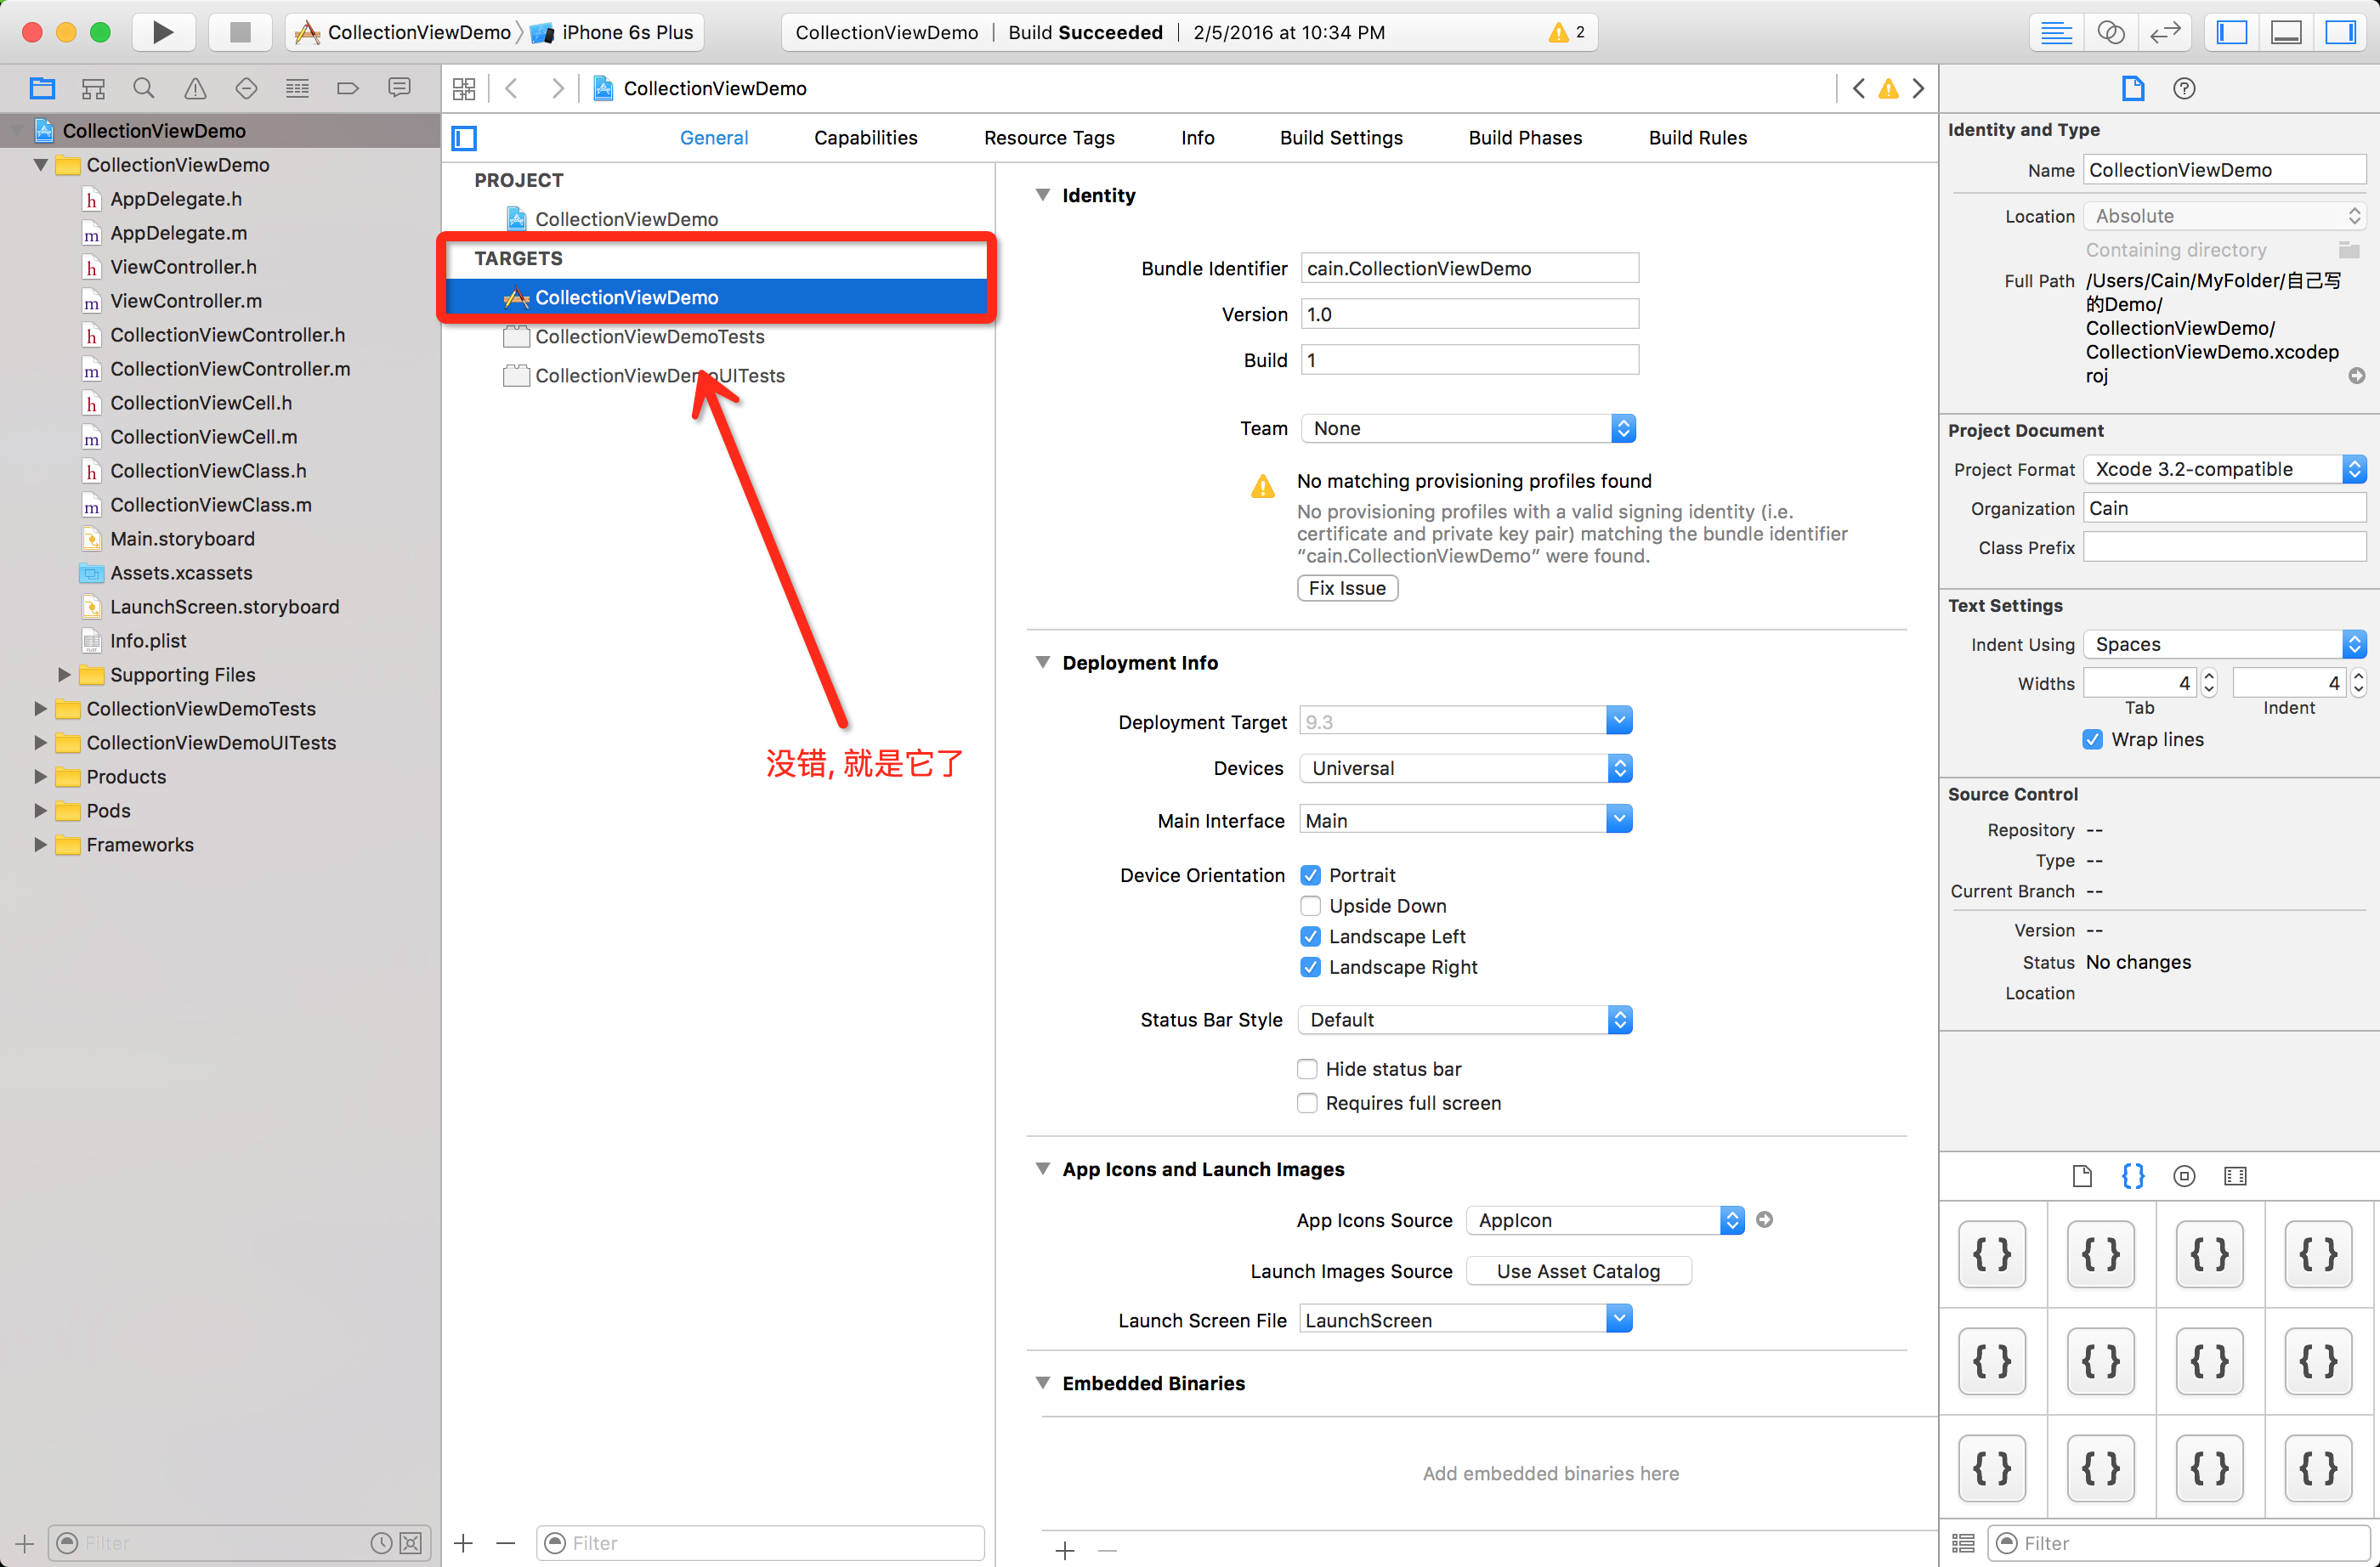 CollectionViewDemo
iPhone 6s Plus
CollectionViewDemo | Build Succeeded | 2/5/2016 at 10:34 PM
2
CollectionViewDemo
CollectionViewDemo
AppDelegate.h
AppDelegate.m
ViewController.h
ViewController.m
CollectionViewController.h
CollectionViewController.m
CollectionViewCell.h
CollectionViewCell.m
CollectionViewClass.h
CollectionViewClass.m
Main.storyboard
Assets.xcassets
LaunchScreen.storyboard
Info.plist
Supporting Files
CollectionViewDemoTests
CollectionViewDemoUITests
Products
Pods
Frameworks
Filter
CollectionViewDemo
General
Capabilities
Resource Tags
Info
Build Settings
Build Phases
Build Rules
PROJECT
CollectionViewDemo
TARGETS
CollectionViewDemo
CollectionViewDemoTests
CollectionViewDemoUITests
没错, 就是它了
Filter
Identity
Bundle Identifier cain.CollectionViewDemo
Version 1.0
Build 1
Team None
No matching provisioning profiles found
No provisioning profiles with a valid signing identity (i.e.
certificate and private key pair) matching the bundle identifier
“cain.CollectionViewDemo” were found.
Fix Issue
Deployment Info
Deployment Target 9.3
Devices Universal
Main Interface Main
Device Orientation Portrait
Upside Down
Landscape Left
Landscape Right
Status Bar Style Default
Hide status bar
Requires full screen
App Icons and Launch Images
App Icons Source AppIcon
Launch Images Source Use Asset Catalog
Launch Screen File LaunchScreen
Embedded Binaries
Add embedded binaries here
Identity and Type
Name CollectionViewDemo
Location Absolute
Containing directory
Full Path /Users/Cain/MyFolder/自己写
的Demo/
CollectionViewDemo/
CollectionViewDemo.xcodep
roj
Project Document
Project Format Xcode 3.2-compatible
Organization Cain
Class Prefix
Text Settings
Indent Using Spaces
Widths 4 4
Tab Indent
Wrap lines
Source Control
Repository --
Type --
Current Branch --
Version --
Status No changes
Location
{ } { } { } { }
{ } { } { } { }
{ } { } { } { }
Filter